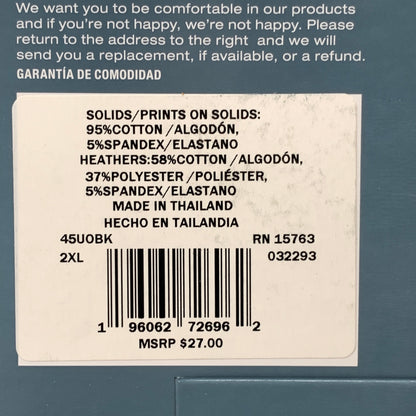 We want you to be comfortable in our products
and if you're not happy, we're not happy. Please
return to the address to the right and we will
send you a replacement, if available, or a refund.
GARANTÍA DE COMODIDAD
SOLIDS/PRINTS ON SOLIDS:
95%COTTON /ALGODÓN,
5%SPANDEX/ELASTANO
HEATHERS:58%COTTON /ALGODÓN,
37%POLYESTER /POLIÉSTER,
5%SPANDEX/ELASTANO
MADE IN THAILAND
HECHO EN TAILANDIA
45U0BK RN 15763
2XL 032293
1 96062 72696 2
MSRP $27.00